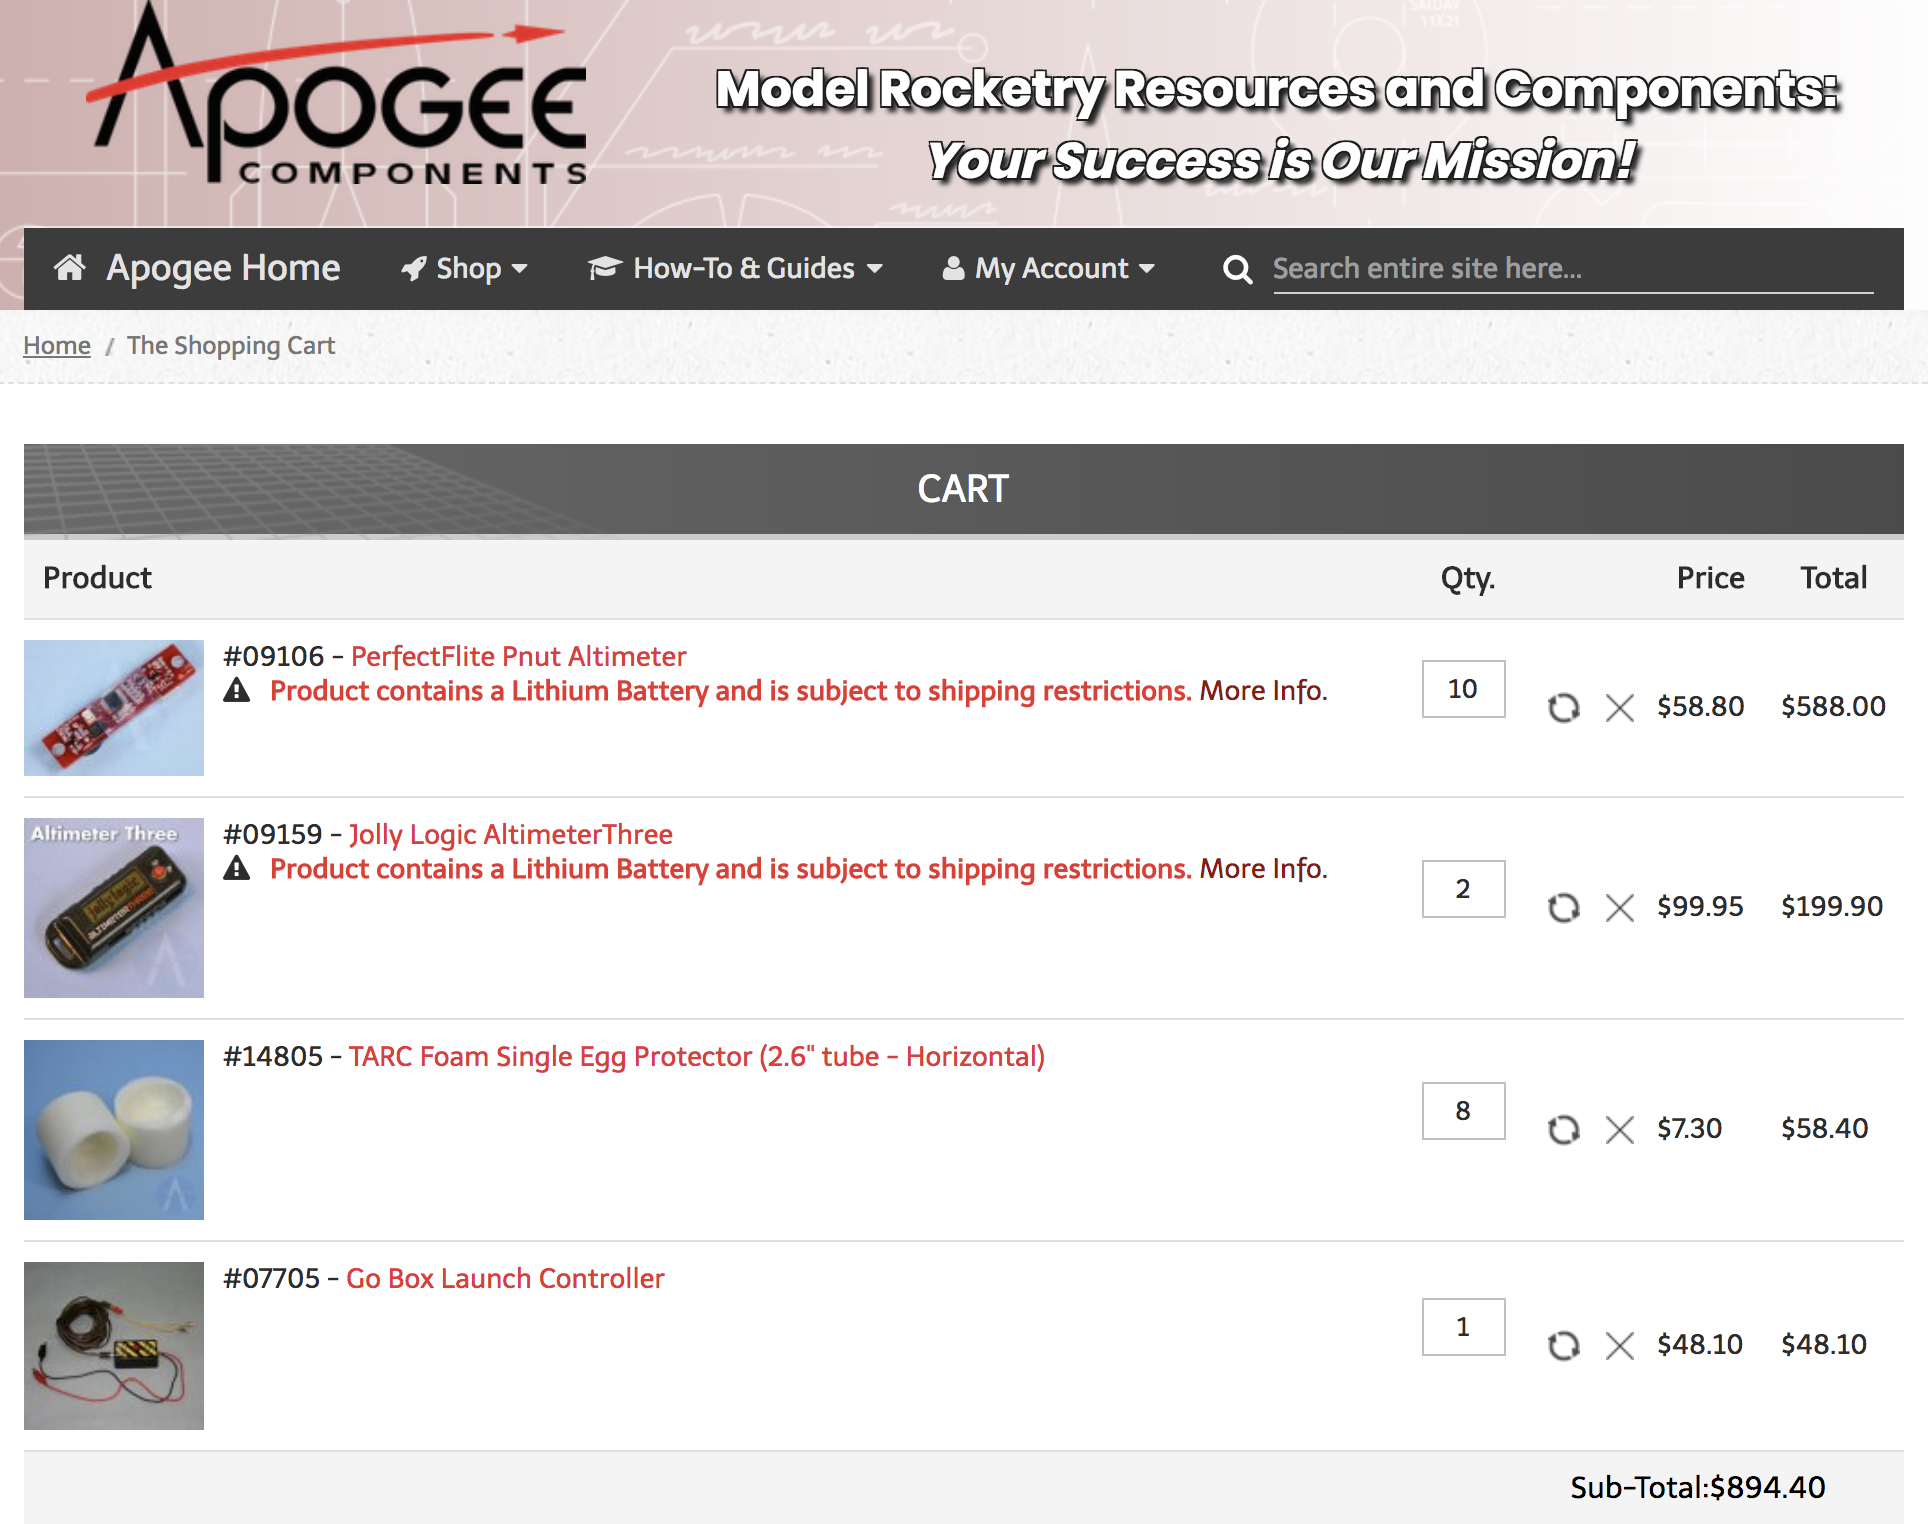 APOGEE
COMPONENTS
Model Rocketry Resources and Components:
Your Success is Our Mission!
Apogee Home Shop How-To & Guides My Account Search entire site here...
Home / The Shopping Cart
CART
Product Qty. Price Total
#09106 - PerfectFlite Pnut Altimeter
Product contains a Lithium Battery and is subject to shipping restrictions. More Info.
10 $58.80 $588.00
Altimeter Three
#09159 - Jolly Logic AltimeterThree
Product contains a Lithium Battery and is subject to shipping restrictions. More Info.
2 $99.95 $199.90
#14805 - TARC Foam Single Egg Protector (2.6" tube - Horizontal)
8 $7.30 $58.40
#07705 - Go Box Launch Controller
1 $48.10 $48.10
Sub-Total:$894.40